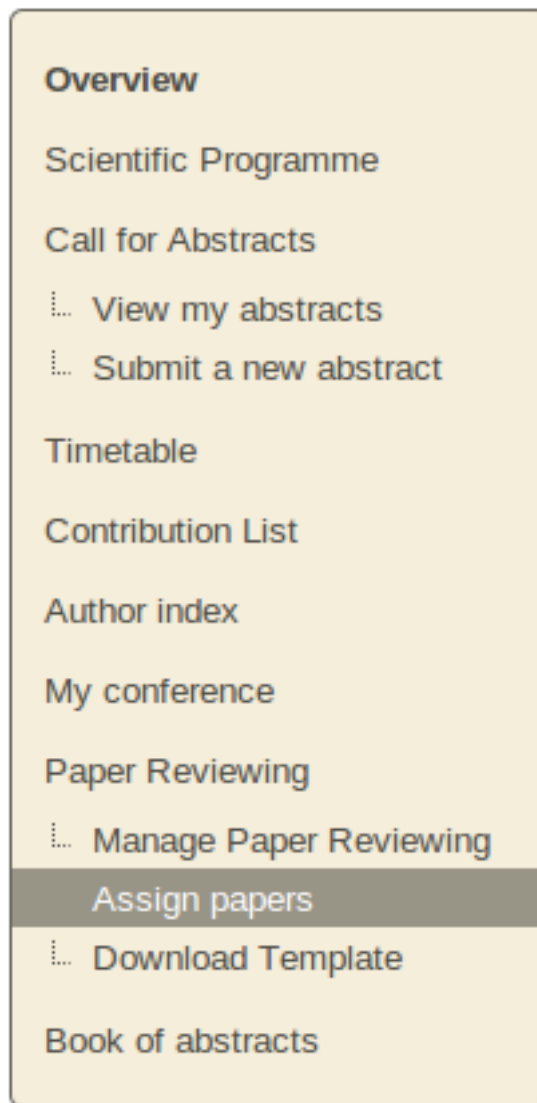 Overview
Scientific Programme
Call for Abstracts
View my abstracts
Submit a new abstract
Timetable
Contribution List
Author index
My conference
Paper Reviewing
Manage Paper Reviewing
Assign papers
Download Template
Book of abstracts